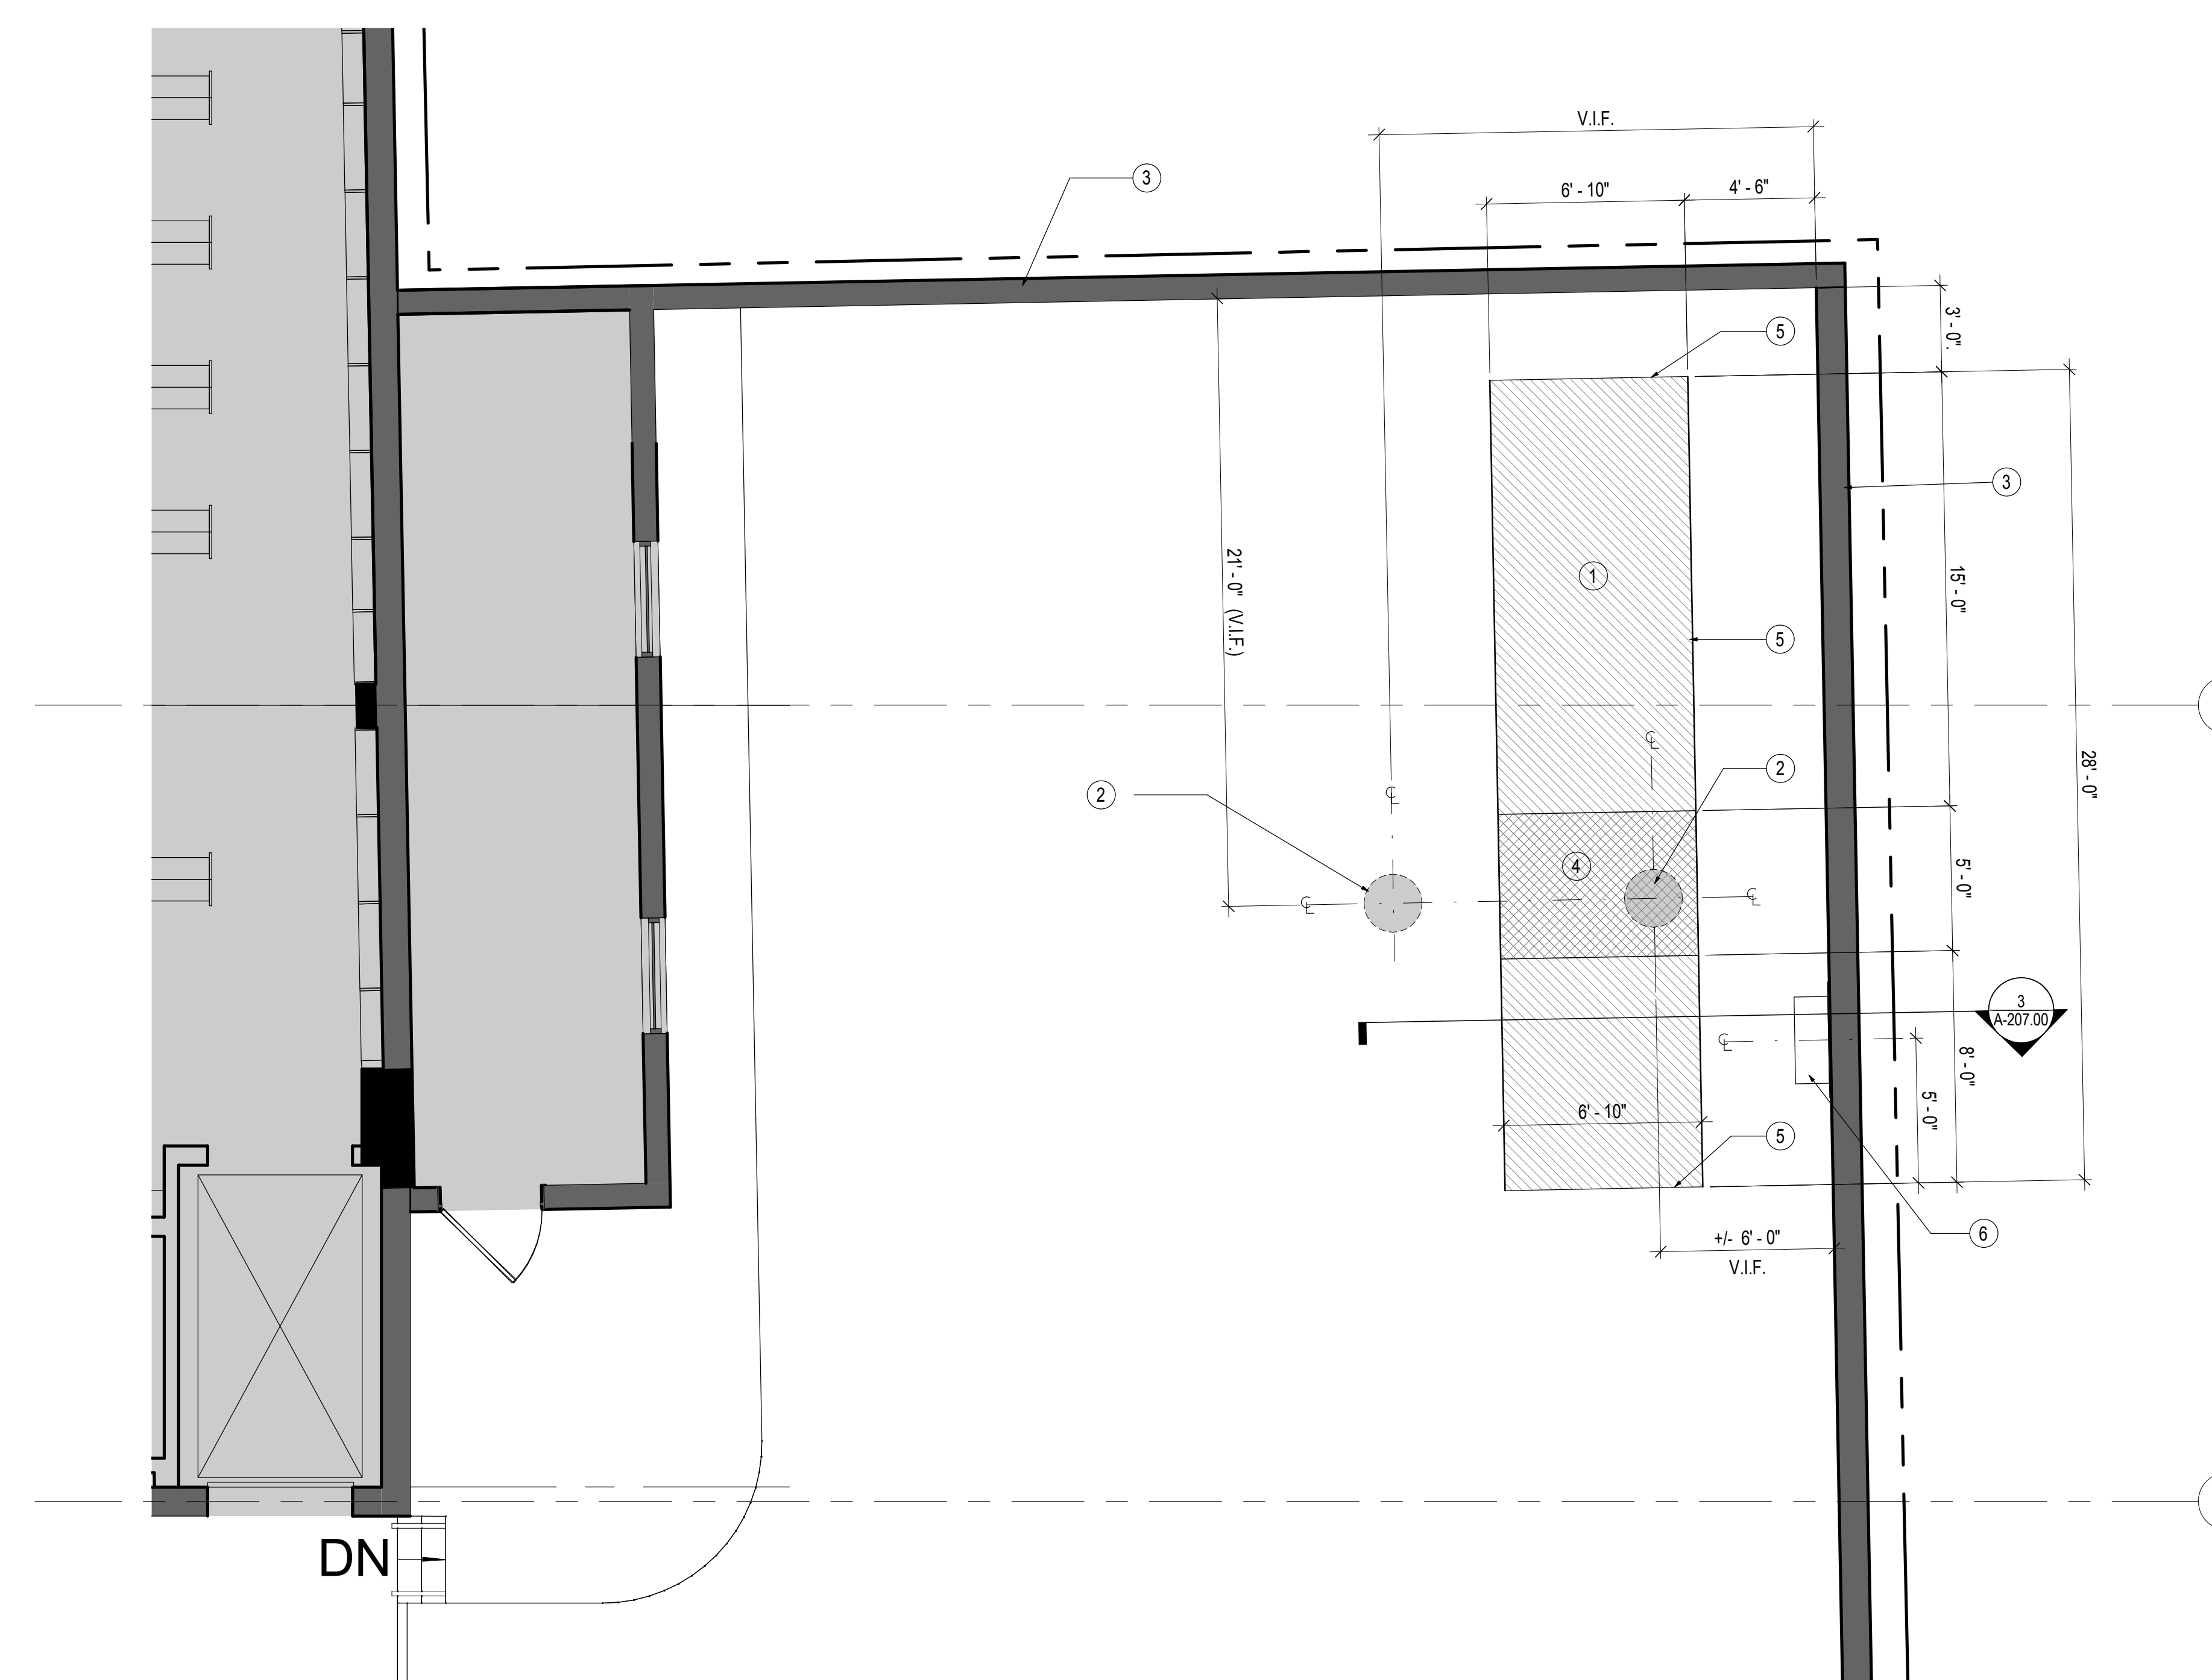 V.I.F.
3
6' - 10"
4' - 6"
5
3' - 0".
3
1
15' - 0"
21' - 0" (V.I.F.)
5
℄
2
28' - 0"
2
℄
4
5' - 0"
℄
℄
3
A-207.00
℄
8' - 0"
5' - 0"
6' - 10"
5
6
+/- 6' - 0"
V.I.F.
DN